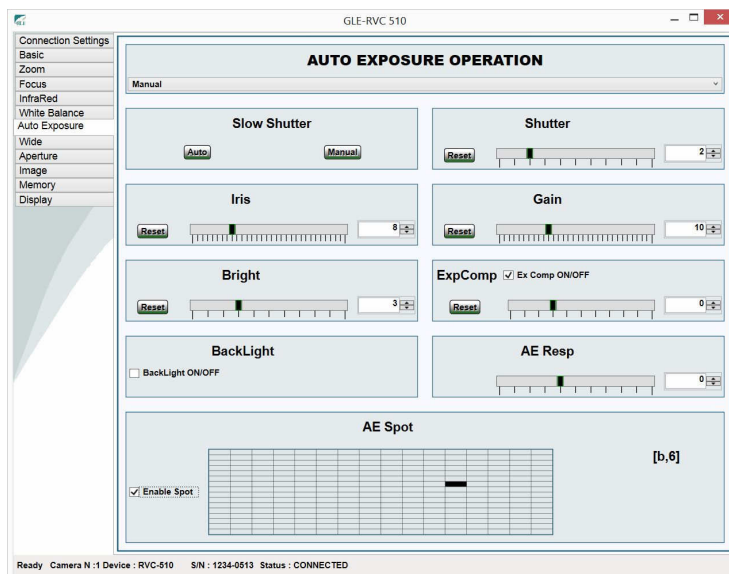 GLE
GLE-RVC 510
Connection Settings
Basic
Zoom
Focus
InfraRed
White Balance
Auto Exposure
Wide
Aperture
Image
Memory
Display
AUTO EXPOSURE OPERATION
Manual
Slow Shutter
Auto
Manual
Shutter
Reset
2
Iris
Reset
8
Gain
Reset
10
Bright
Reset
3
ExpComp
Ex Comp ON/OFF
Reset
0
BackLight
BackLight ON/OFF
AE Resp
0
AE Spot
Enable Spot
[b,6]
Ready Camera N :1 Device : RVC-510 S/N : 1234-0513 Status : CONNECTED